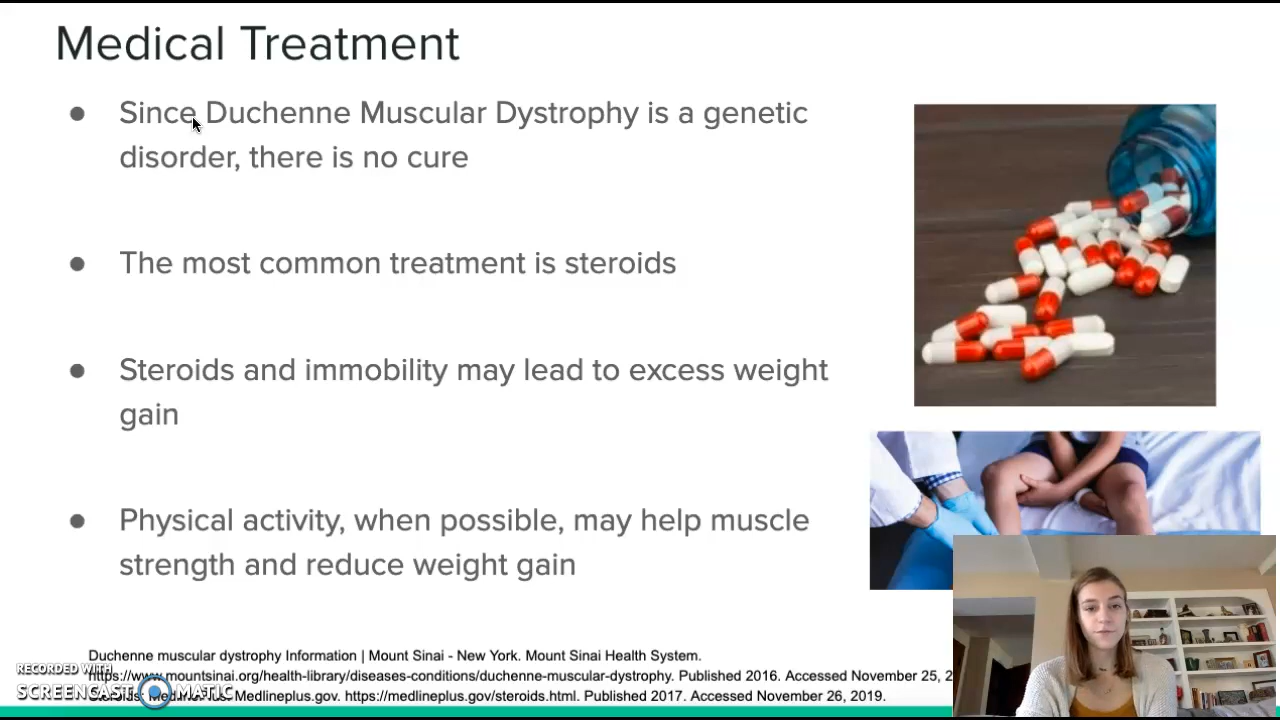 Medical Treatment
● Since Duchenne Muscular Dystrophy is a genetic
disorder, there is no cure
● The most common treatment is steroids
● Steroids and immobility may lead to excess weight
gain
● Physical activity, when possible, may help muscle
strength and reduce weight gain
Duchenne muscular dystrophy Information | Mount Sinai - New York. Mount Sinai Health System.
RECORDED WITH
https://www.mountsinai.org/health-library/diseases-conditions/duchenne-muscular-dystrophy. Published 2016. Accessed November 25, 2
SCREENCAST-O-MATIC
Medlineplus.gov. https://medlineplus.gov/steroids.html. Published 2017. Accessed November 26, 2019.